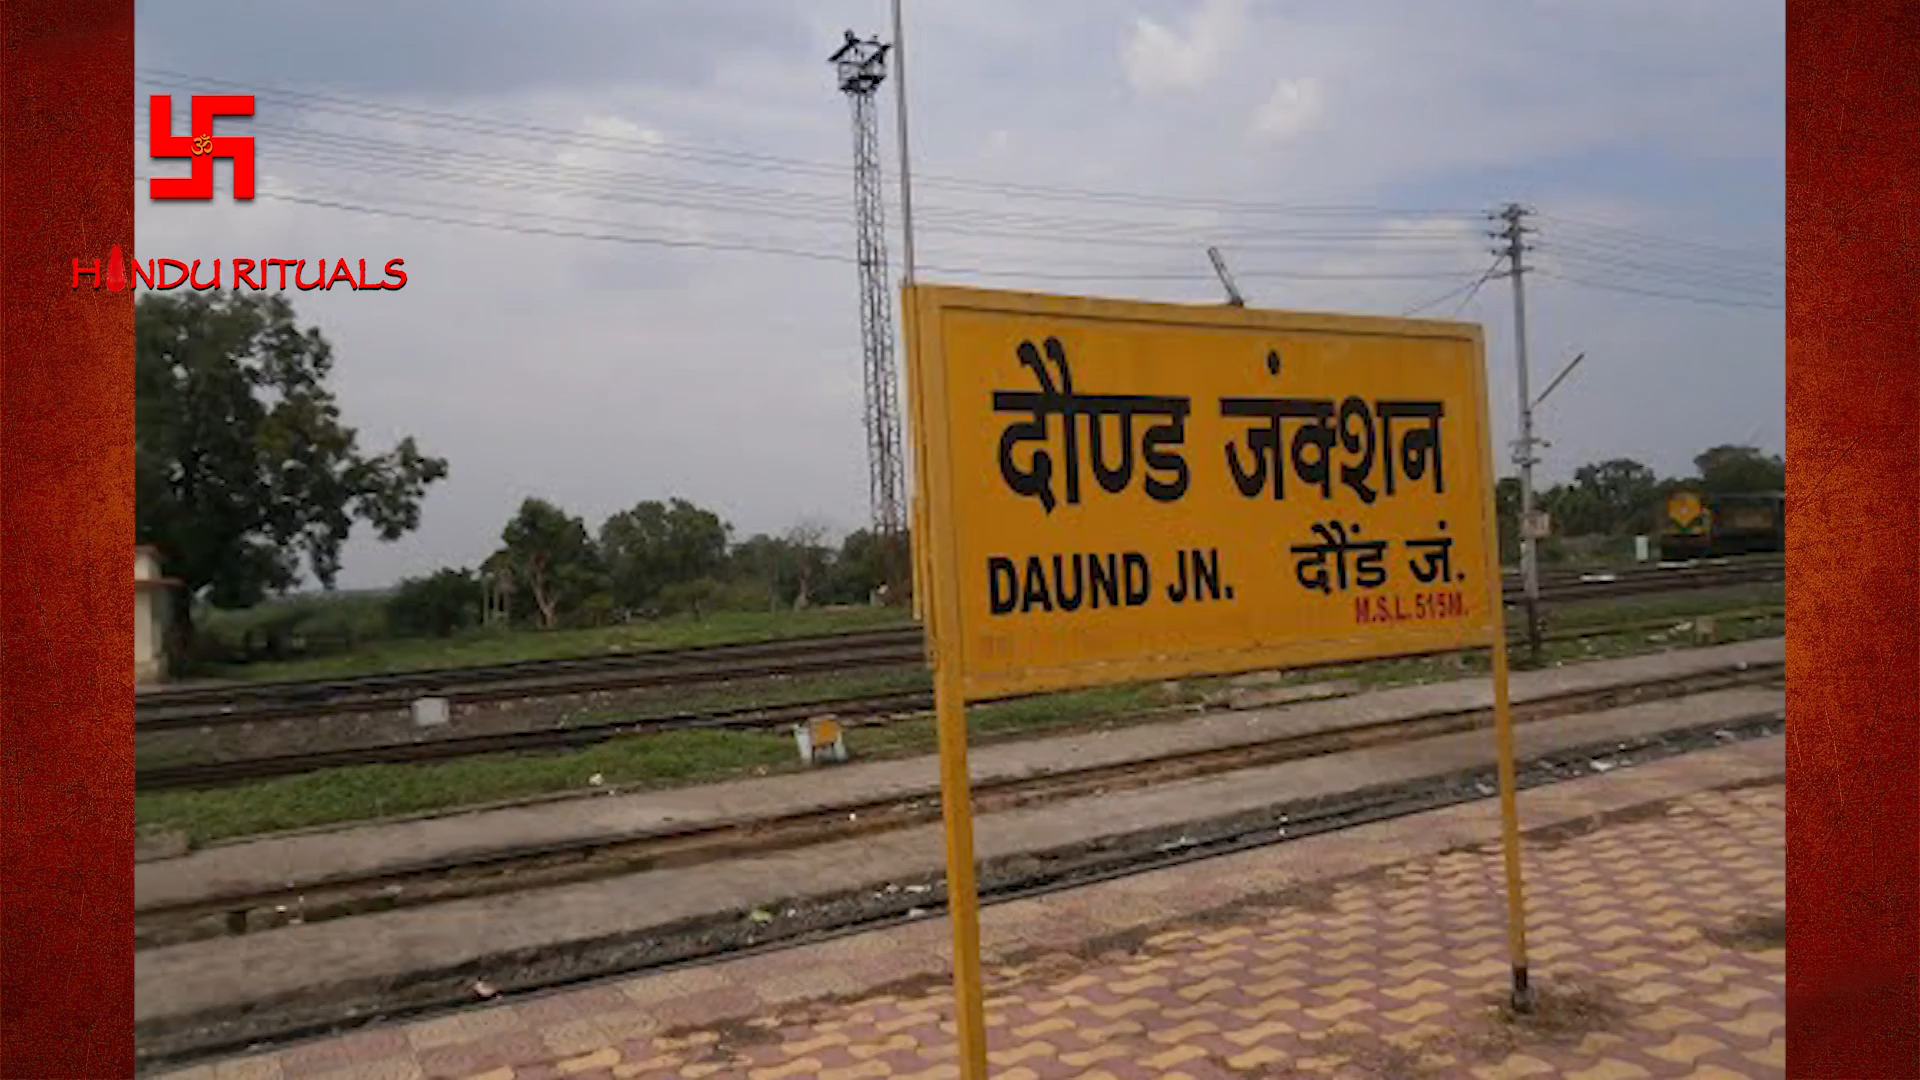 ॐ
HINDU RITUALS
दौण्ड जंक्शन
DAUND JN. दौंड जं.
M.S.L. 515M.